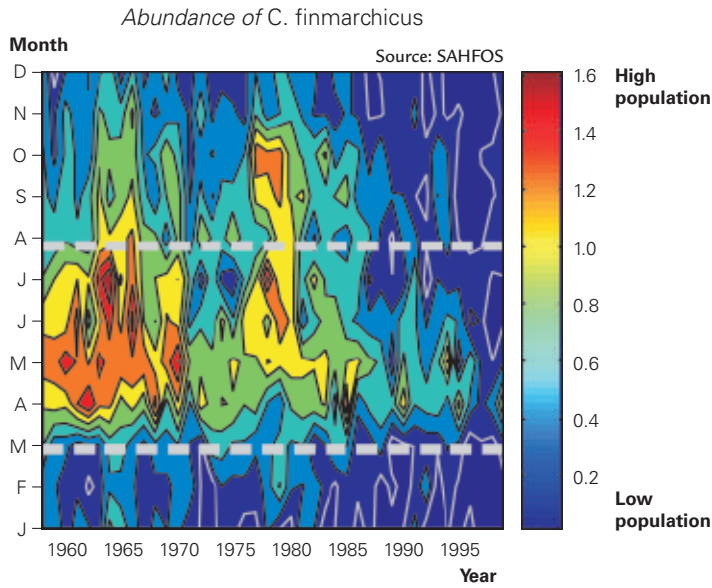 Abundance of C. finmarchicus
Month
Source: SAHFOS
D
N
O
S
A
J
J
M
A
M
F
J
1960 1965 1970 1975 1980 1985 1990 1995
Year
1.6
1.4
1.2
1.0
0.8
0.6
0.4
0.2
High
population
Low
population